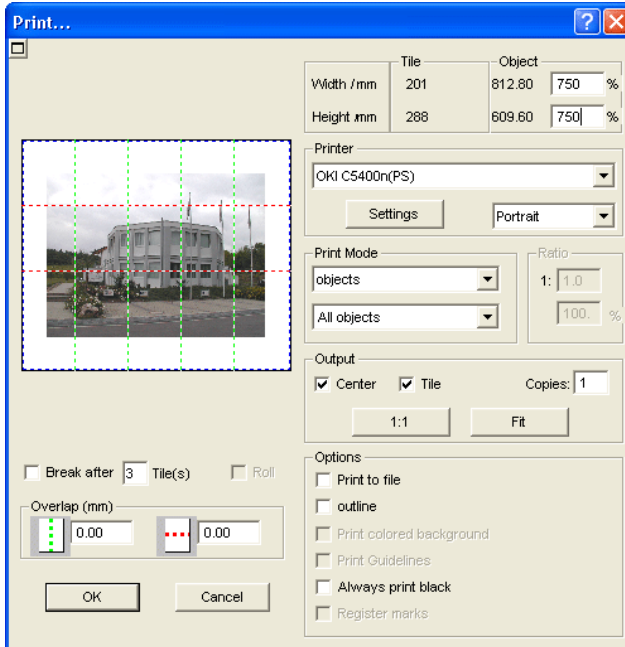 Print...
Tile Object
Width /mm 201 812.80 750 %
Height /mm 288 609.60 750 %
Printer
OKI C5400n(PS)
Settings Portrait
Print Mode Ratio
objects 1: 1.0
All objects 100. %
Output
Center Tile Copies: 1
1:1 Fit
Break after 3 Tile(s) Roll
Overlap (mm)
0.00 0.00
OK Cancel
Options
Print to file
outline
Print colored background
Print Guidelines
Always print black
Register marks